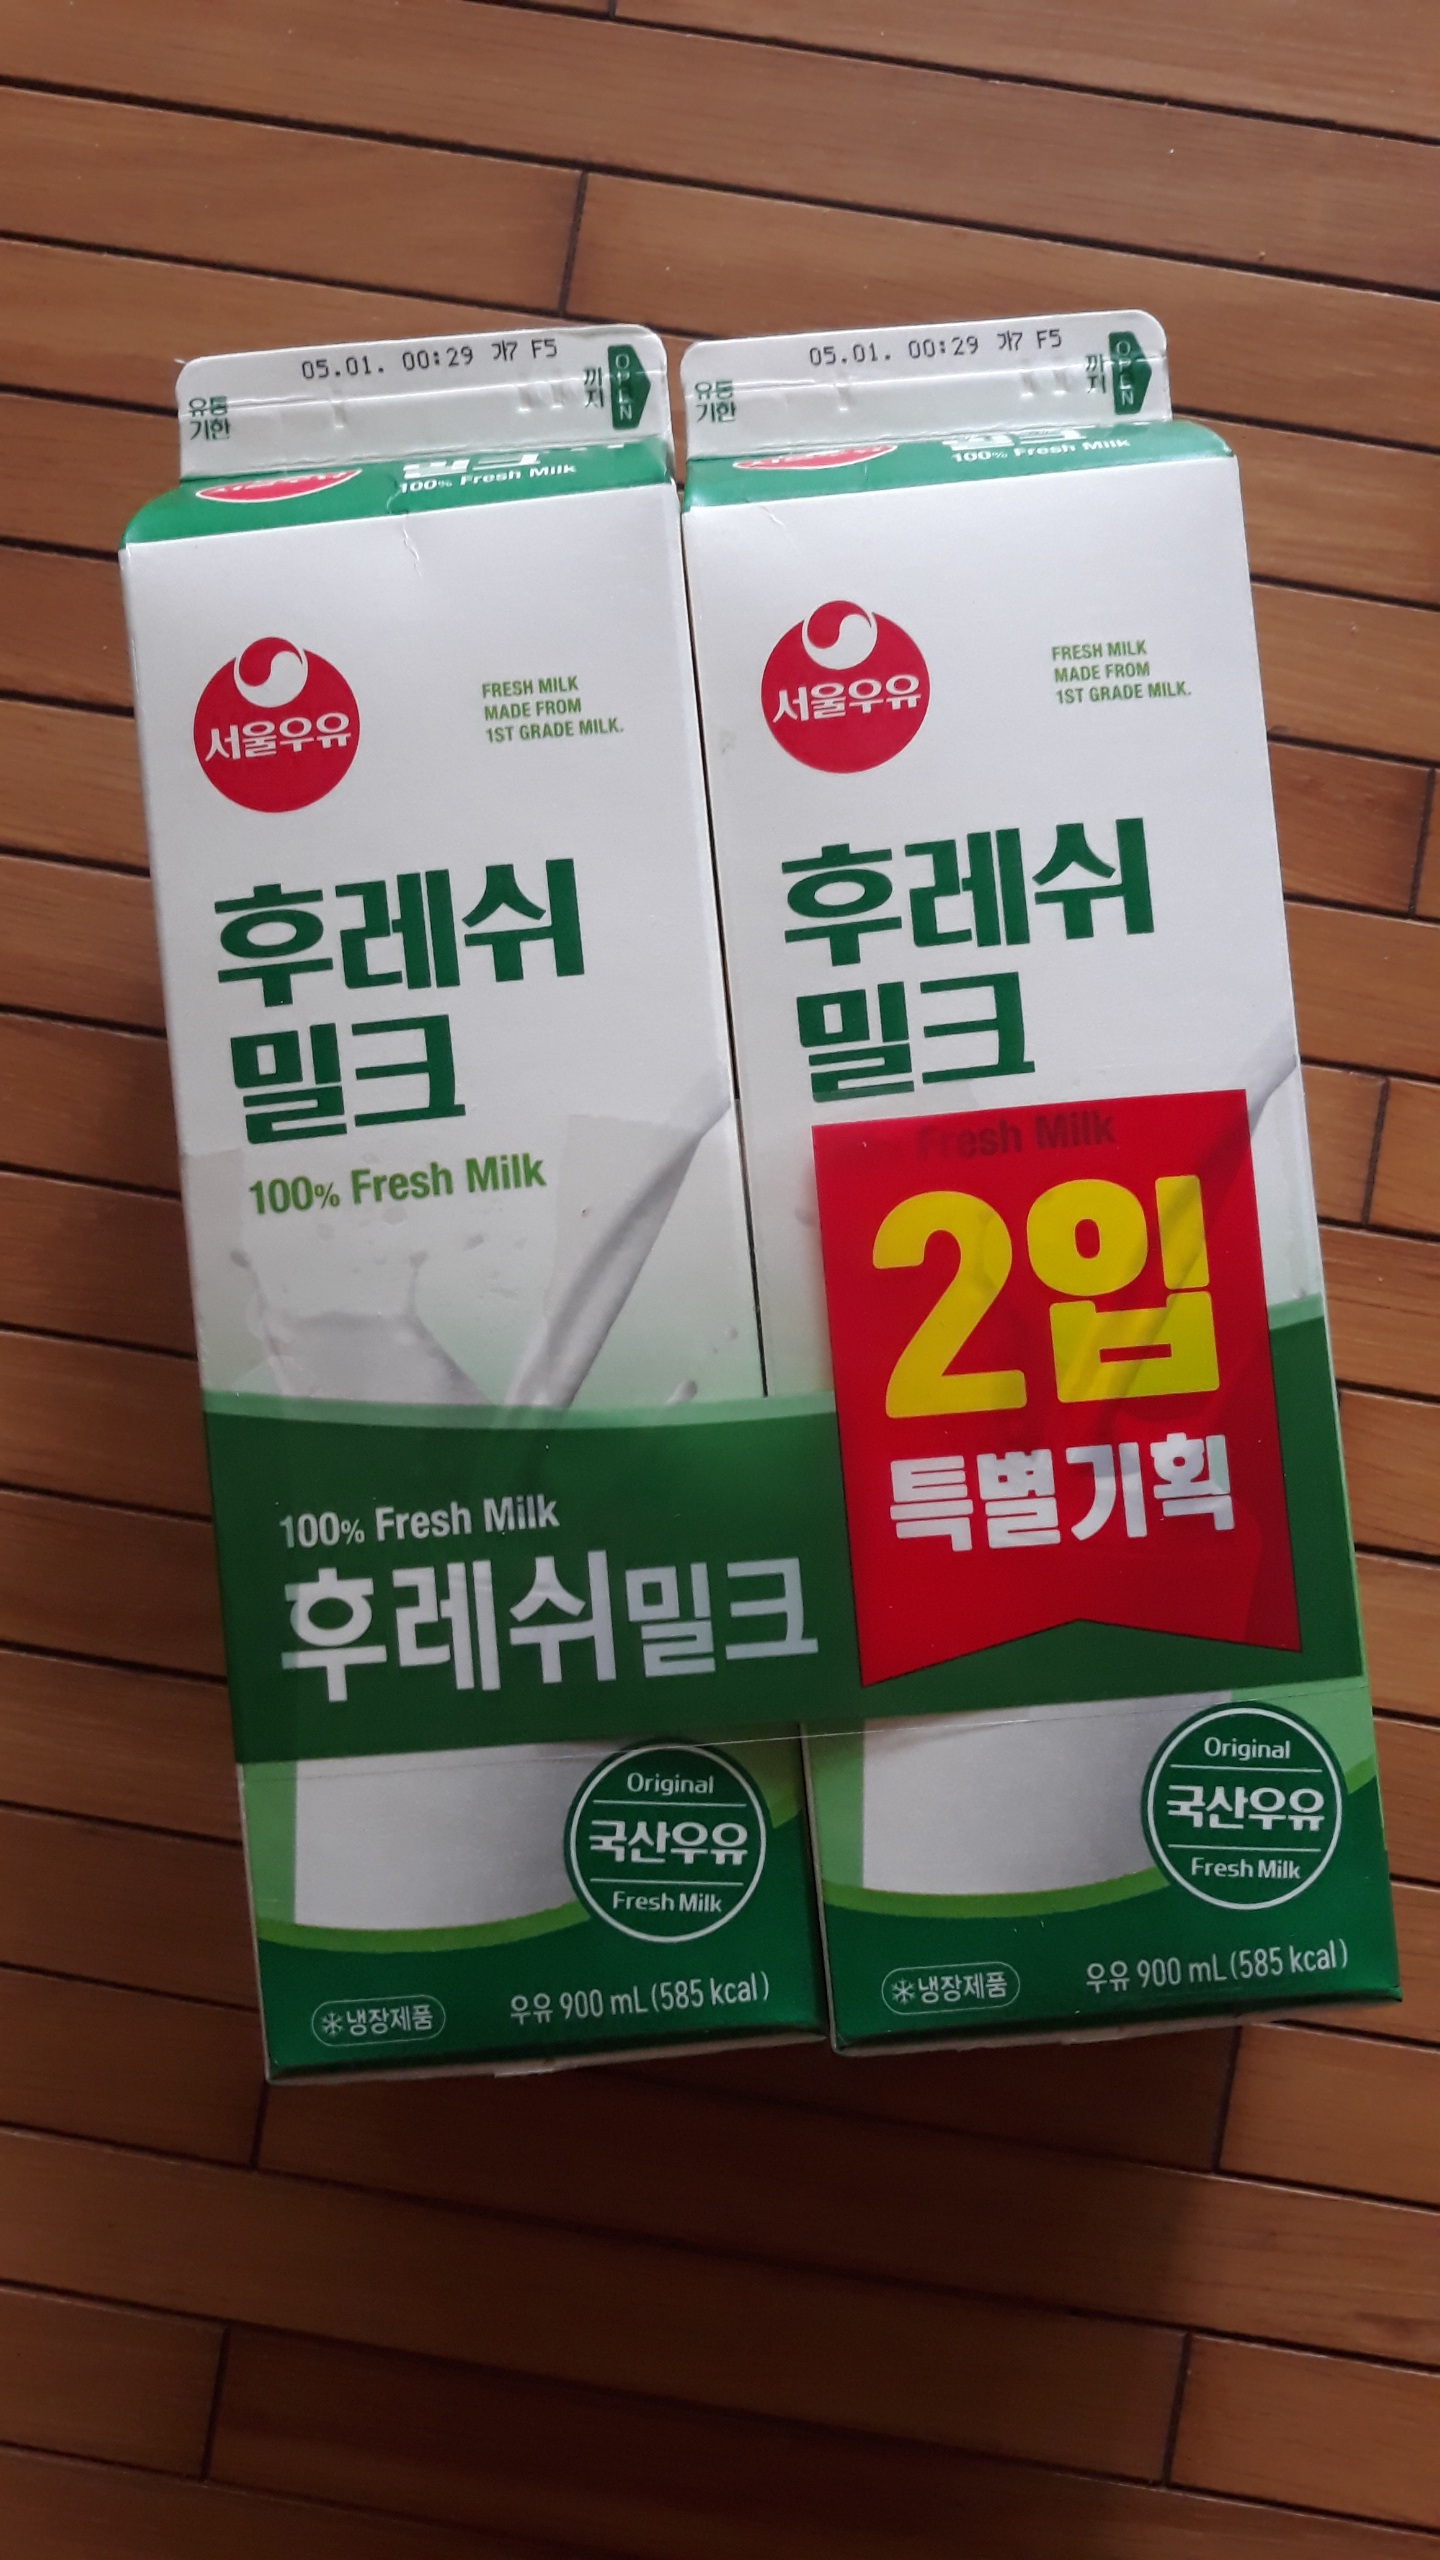 05.01. 00:29 가7 F5
유통
기한
까
지
OPEN
100% Fresh Milk
서울우유
FRESH MILK
MADE FROM
1ST GRADE MILK.
후레쉬
밀크
100% Fresh Milk
05.01. 00:29 가7 F5
유통
기한
까
지
OPEN
100% Fresh Milk
서울우유
FRESH MILK
MADE FROM
1ST GRADE MILK.
후레쉬
밀크
Fresh Milk
2입
특별기획
100% Fresh Milk
후레쉬밀크
Original
국산우유
Fresh Milk
냉장제품
우유 900 mL(585 kcal)
Original
국산우유
Fresh Milk
냉장제품
우유 900 mL(585 kcal)